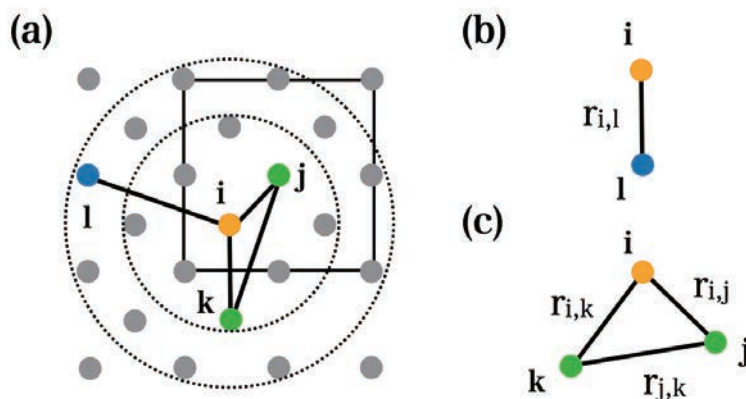 (a)
i
j
l
k
(b)
i
r_{i,l}
l
(c)
i
r_{i,k}
r_{i,j}
k
j
r_{j,k}